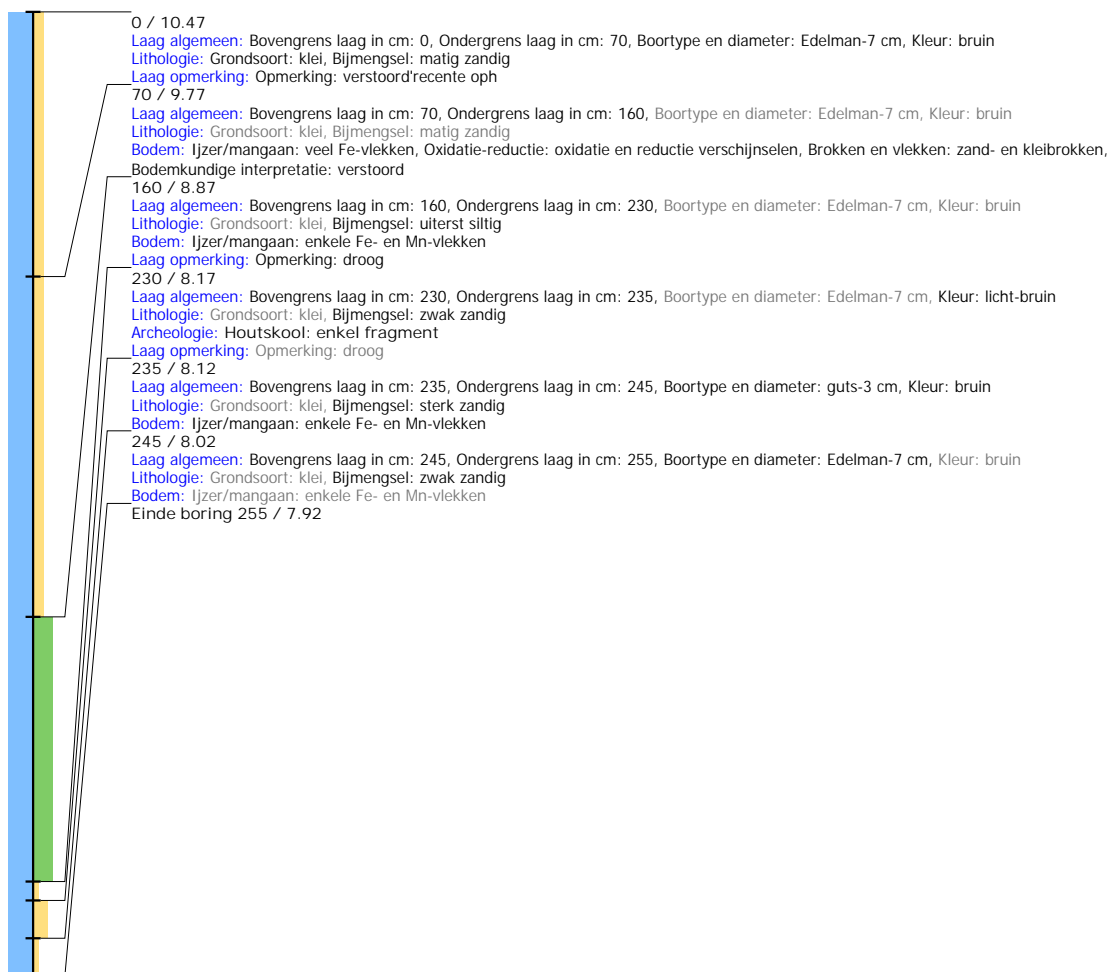 0 / 10.47
Laag algemeen: Bovengrens laag in cm: 0, Ondergrens laag in cm: 70, Boortype en diameter: Edelman-7 cm, Kleur: bruin
Lithologie: Grondsoort: klei, Bijmengsel: matig zandig
Laag opmerking: Opmerking: verstoord'recente oph
70 / 9.77
Laag algemeen: Bovengrens laag in cm: 70, Ondergrens laag in cm: 160, Boortype en diameter: Edelman-7 cm, Kleur: bruin
Lithologie: Grondsoort: klei, Bijmengsel: matig zandig
Bodem: Ijzer/mangaan: veel Fe-vlekken, Oxidatie-reductie: oxidatie en reductie verschijnselen, Brokken en vlekken: zand- en kleibrokken,
Bodemkundige interpretatie: verstoord
160 / 8.87
Laag algemeen: Bovengrens laag in cm: 160, Ondergrens laag in cm: 230, Boortype en diameter: Edelman-7 cm, Kleur: bruin
Lithologie: Grondsoort: klei, Bijmengsel: uiterst siltig
Bodem: Ijzer/mangaan: enkele Fe- en Mn-vlekken
Laag opmerking: Opmerking: droog
230 / 8.17
Laag algemeen: Bovengrens laag in cm: 230, Ondergrens laag in cm: 235, Boortype en diameter: Edelman-7 cm, Kleur: licht-bruin
Lithologie: Grondsoort: klei, Bijmengsel: zwak zandig
Archeologie: Houtskool: enkel fragment
Laag opmerking: Opmerking: droog
235 / 8.12
Laag algemeen: Bovengrens laag in cm: 235, Ondergrens laag in cm: 245, Boortype en diameter: guts-3 cm, Kleur: bruin
Lithologie: Grondsoort: klei, Bijmengsel: sterk zandig
Bodem: Ijzer/mangaan: enkele Fe- en Mn-vlekken
245 / 8.02
Laag algemeen: Bovengrens laag in cm: 245, Ondergrens laag in cm: 255, Boortype en diameter: Edelman-7 cm, Kleur: bruin
Lithologie: Grondsoort: klei, Bijmengsel: zwak zandig
Bodem: Ijzer/mangaan: enkele Fe- en Mn-vlekken
Einde boring 255 / 7.92